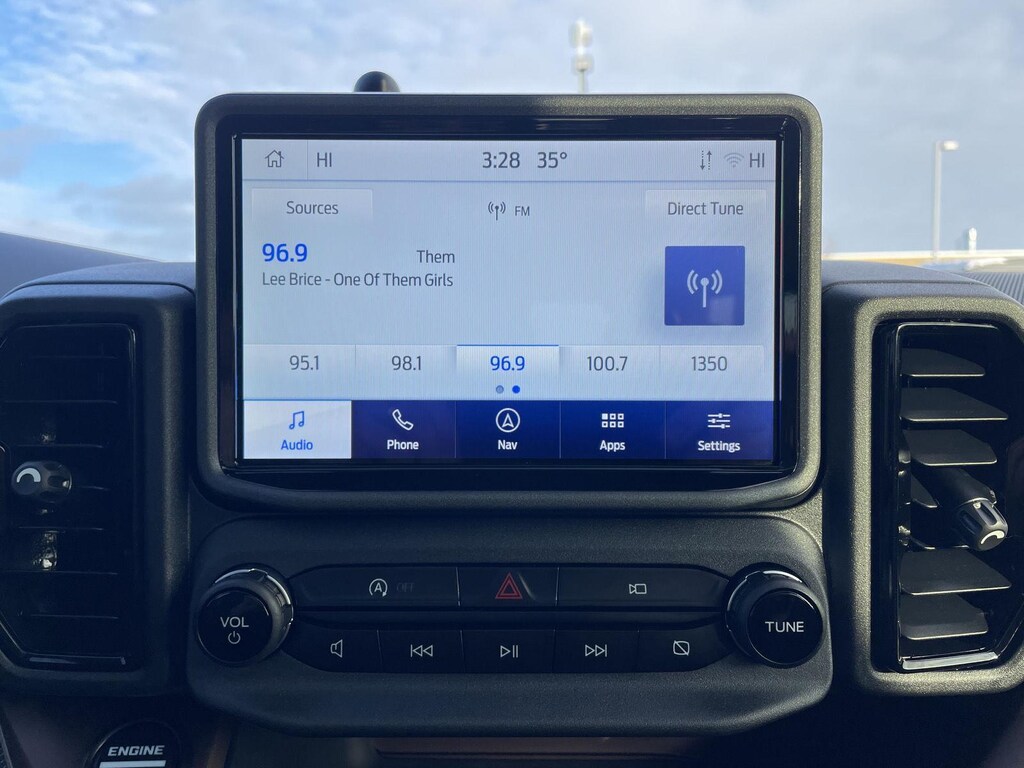 HI 3:28 35° HI
Sources FM Direct Tune
96.9 Them
Lee Brice - One Of Them Girls
95.1 98.1 96.9 100.7 1350
Audio Phone Nav Apps Settings
A OFF
VOL TUNE
ENGINE